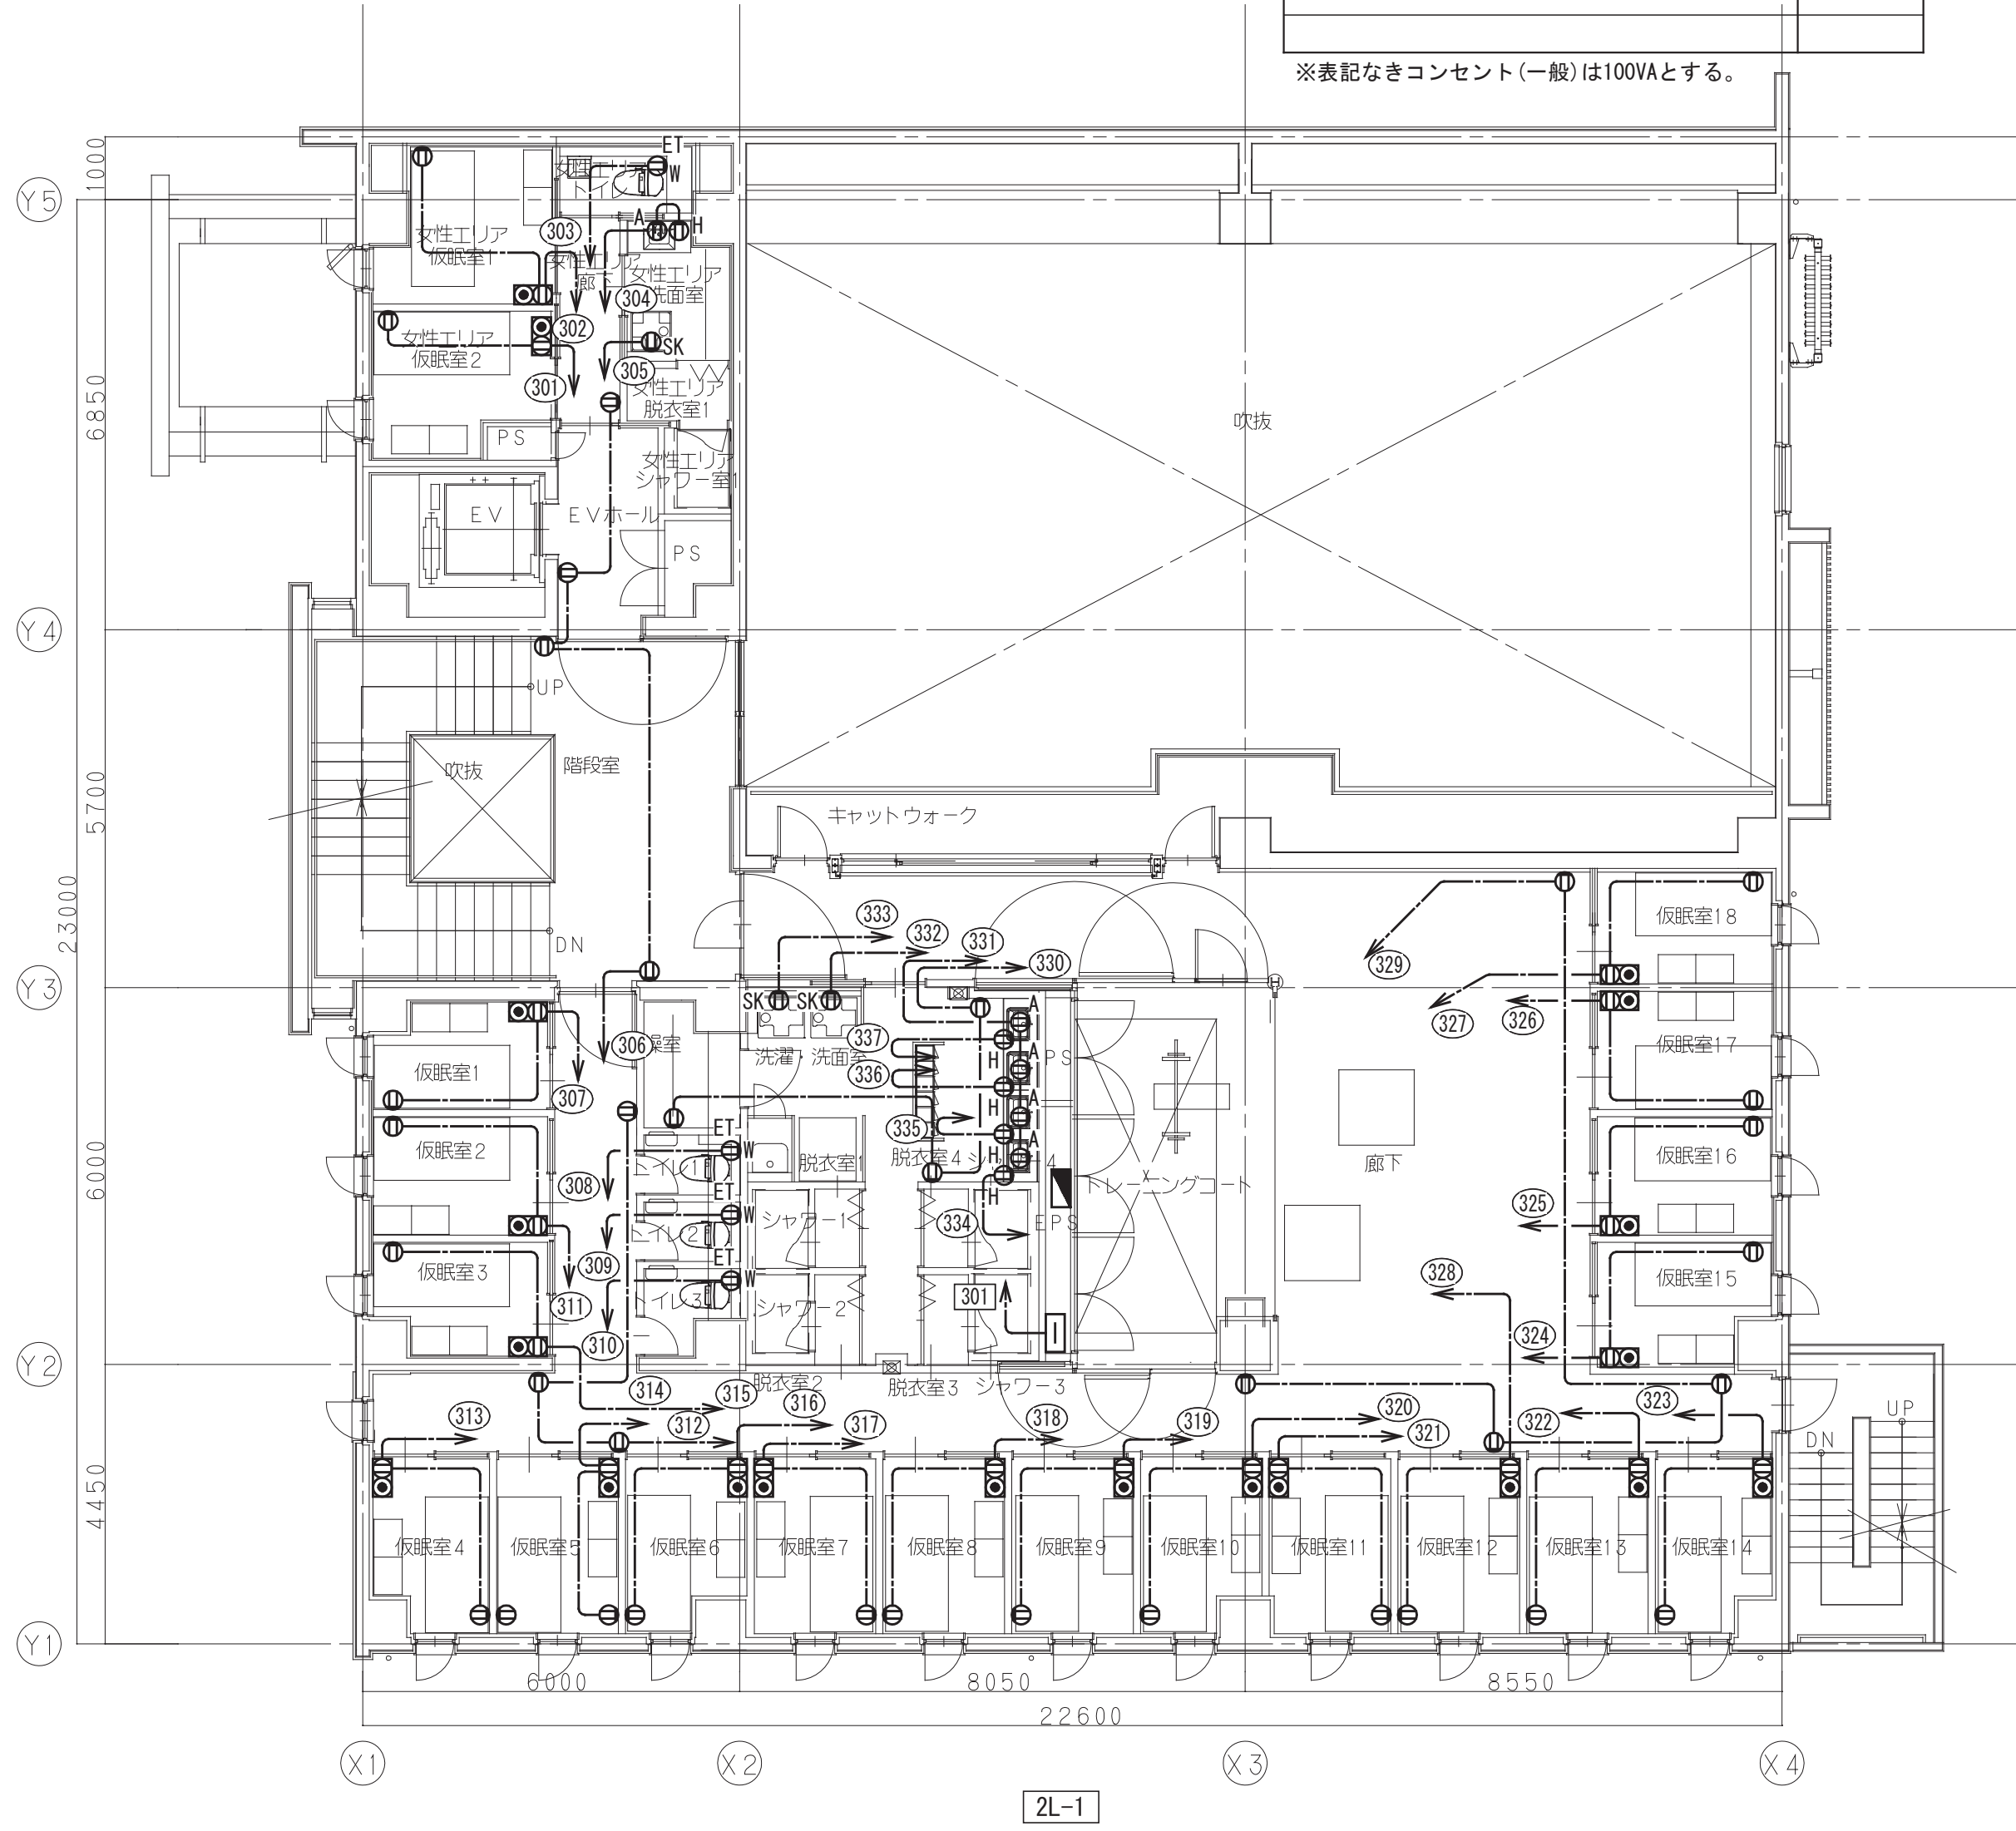 ※表記なきコンセント(一般)は100VAとする。
1000
Y5
ET
W
女性エリア
トイレ
A
H
303
女性エリア
仮眠室1
女性エリア
廊下
女性エリア
洗面室
304
302
女性エリア
仮眠室2
SK
305
301
女性エリア
脱衣室1
6850
吹抜
PS
女性エリア
シャワー室1
EV
EVホール
PS
Y4
UP
階段室
吹抜
5700
キャットウォーク
23000
333
332
331
330
329
仮眠室18
DN
Y3
SK
SK
A
327
326
306
337
洗濯・洗面室
A
H
PS
仮眠室17
仮眠室1
336
307
A
H
335
ET
W
A
仮眠室2
トイレ1
脱衣室1
脱衣室4
H
廊下
仮眠室16
6000
308
ET
W
H
トレーニングコート
325
シャワー1
334
EPS
トイレ2
309
ET
W
仮眠室3
328
仮眠室15
311
トイレ3
シャワー2
301
310
324
Y2
314
315
脱衣室2
316
脱衣室3
シャワー3
313
312
317
318
319
320
321
322
323
UP
DN
4450
仮眠室4
仮眠室5
仮眠室6
仮眠室7
仮眠室8
仮眠室9
仮眠室10
仮眠室11
仮眠室12
仮眠室13
仮眠室14
Y1
6000
8050
8550
22600
X1
X2
X3
X4
2L-1